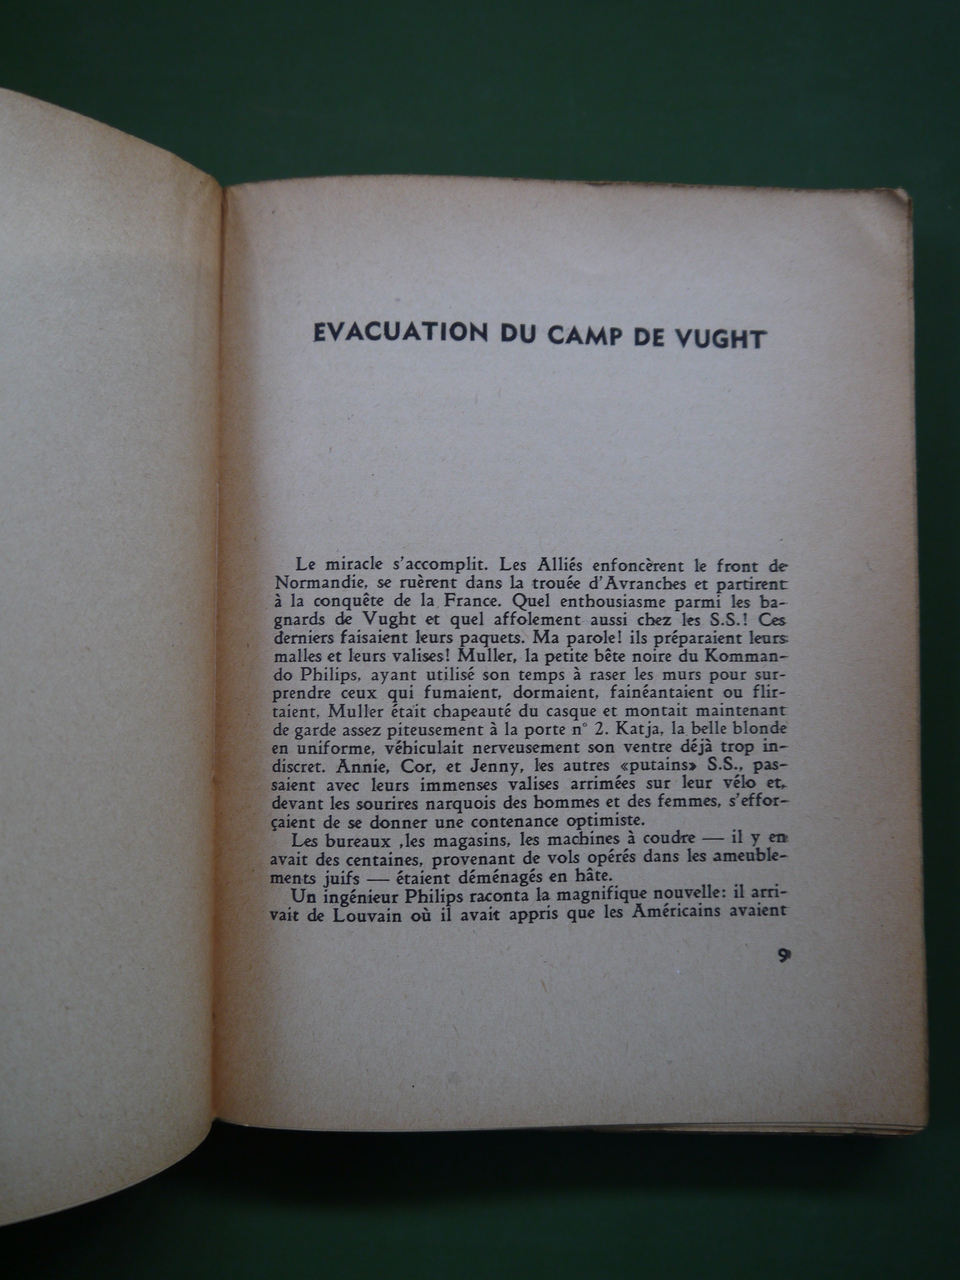 EVACUATION DU CAMP DE VUGHT
Le miracle s'accomplit. Les Alliés enfoncèrent le front de
Normandie, se ruèrent dans la trouée d'Avranches et partirent
à la conquête de la France. Quel enthousiasme parmi les ba-
gnards de Vught et quel affolement aussi chez les S.S.! Ces
derniers faisaient leurs paquets. Ma parole! ils préparaient leurs
malles et leurs valises! Muller, la petite bête noire du Komman-
do Philips, ayant utilisé son temps à raser les murs pour sur-
prendre ceux qui fumaient, dormaient, fainéantaient ou flir-
taient, Muller était chapeauté du casque et montait maintenant
de garde assez piteusement à la porte n° 2. Katja, la belle blonde
en uniforme, véhiculait nerveusement son ventre déjà trop in-
discret. Annie, Cor, et Jenny, les autres «putains» S.S., pas-
saient avec leurs immenses valises arrimées sur leur vélo et,
devant les sourires narquois des hommes et des femmes, s'effor-
çaient de se donner une contenance optimiste.
Les bureaux ,les magasins, les machines à coudre — il y en
avait des centaines, provenant de vols opérés dans les ameuble-
ments juifs — étaient déménagés en hâte.
Un ingénieur Philips raconta la magnifique nouvelle: il arri-
vait de Louvain où il avait appris que les Américains avaient
9